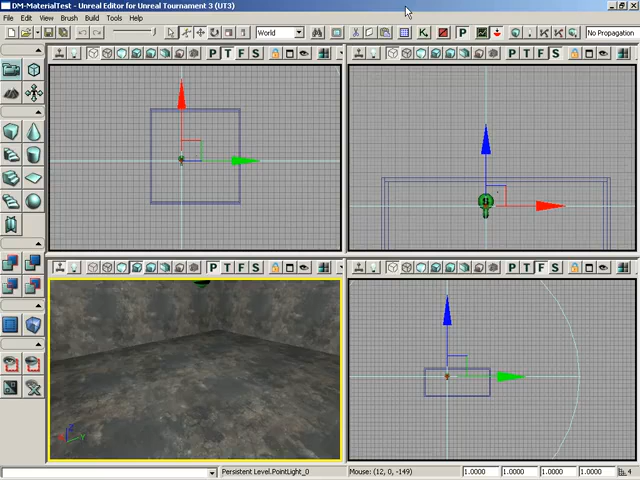 DM-MaterialTest - Unreal Editor for Unreal Tournament 3 (UT3)
File Edit View Brush Build Tools Help
World
K
P
No Propagation
P T F S
P T F S
P T F S
P T F S
Z
Y
X
Persistent Level.PointLight_0
Mouse: (12, 0, -149)
1.0000
1.0000
1.0000
1.0000
4